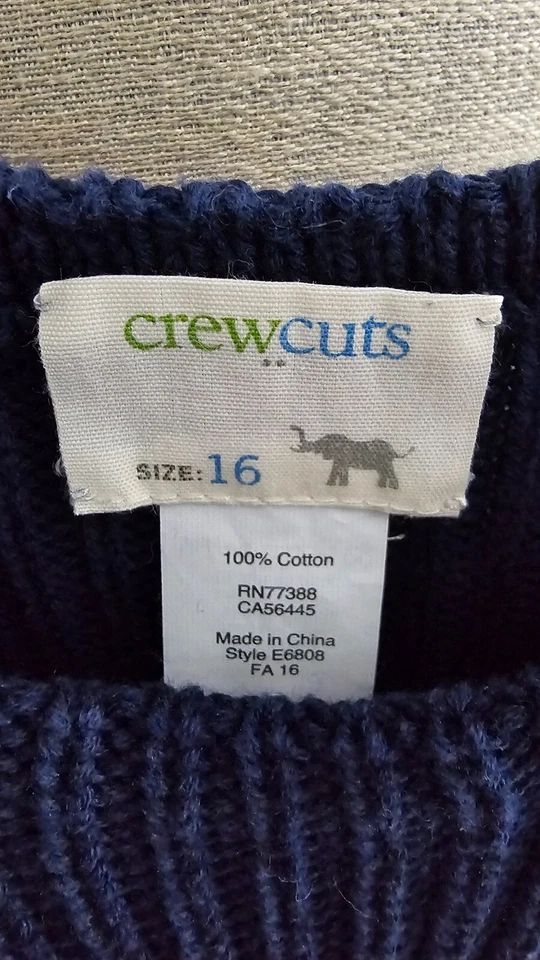 crewcuts
SIZE: 16
100% Cotton
RN77388
CA56445
Made in China
Style E6808
FA 16